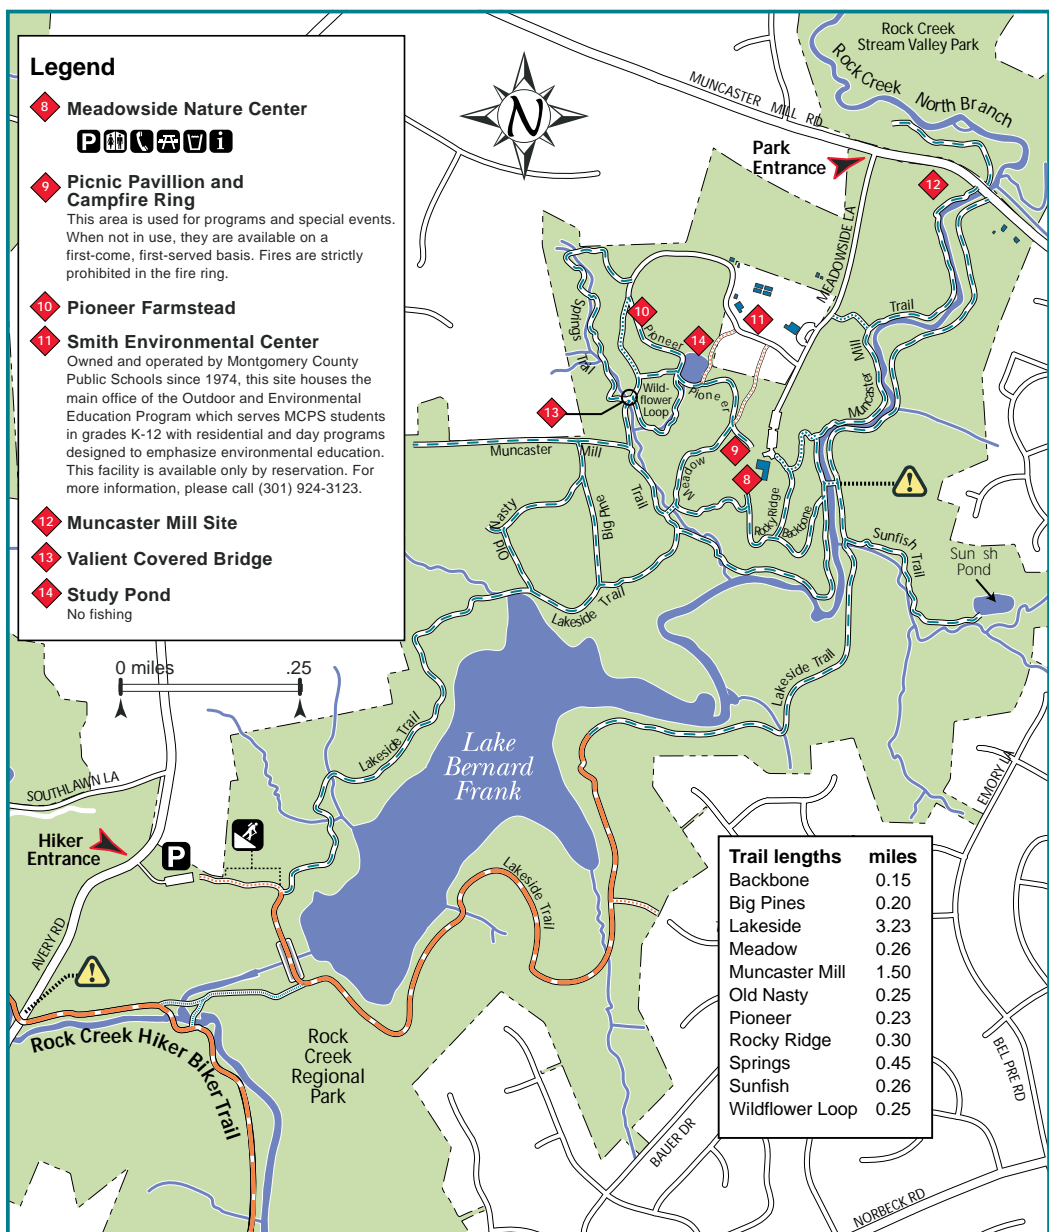 Legend
8 Meadowside Nature Center
P i
9 Picnic Pavillion and
Campfire Ring
This area is used for programs and special events.
When not in use, they are available on a
first-come, first-served basis. Fires are strictly
prohibited in the fire ring.
10 Pioneer Farmstead
11 Smith Environmental Center
Owned and operated by Montgomery County
Public Schools since 1974, this site houses the
main office of the Outdoor and Environmental
Education Program which serves MCPS students
in grades K-12 with residential and day programs
designed to emphasize environmental education.
This facility is available only by reservation. For
more information, please call (301) 924-3123.
12 Muncaster Mill Site
13 Valient Covered Bridge
14 Study Pond
No fishing
0 miles .25
N
Rock Creek
Stream Valley Park
Rock Creek North Branch
MUNCASTER MILL RD
Park
Entrance
12
MEADOWSIDE LA
Springs Trail
10
Pioneer
14
11
Wild-
flower
Loop
Pioneer
13
Muncaster Mill Trail
Muncaster Mill Trail
Meadow
9
8
Rocky Ridge
Backbone
Old Nasty
Big Pine
!
Sunfish Trail
Sun sh
Pond
Lakeside Trail
Lakeside Trail
Lakeside Trail
Lake
Bernard
Frank
SOUTHLAWN LA
Hiker
Entrance
P
AVERY RD
!
Lakeside Trail
Rock Creek Hiker Biker Trail
Rock
Creek
Regional
Park
EMORY LA
Trail lengths miles
Backbone 0.15
Big Pines 0.20
Lakeside 3.23
Meadow 0.26
Muncaster Mill 1.50
Old Nasty 0.25
Pioneer 0.23
Rocky Ridge 0.30
Springs 0.45
Sunfish 0.26
Wildflower Loop 0.25
BEL PRE RD
BAUER DR
NORBECK RD